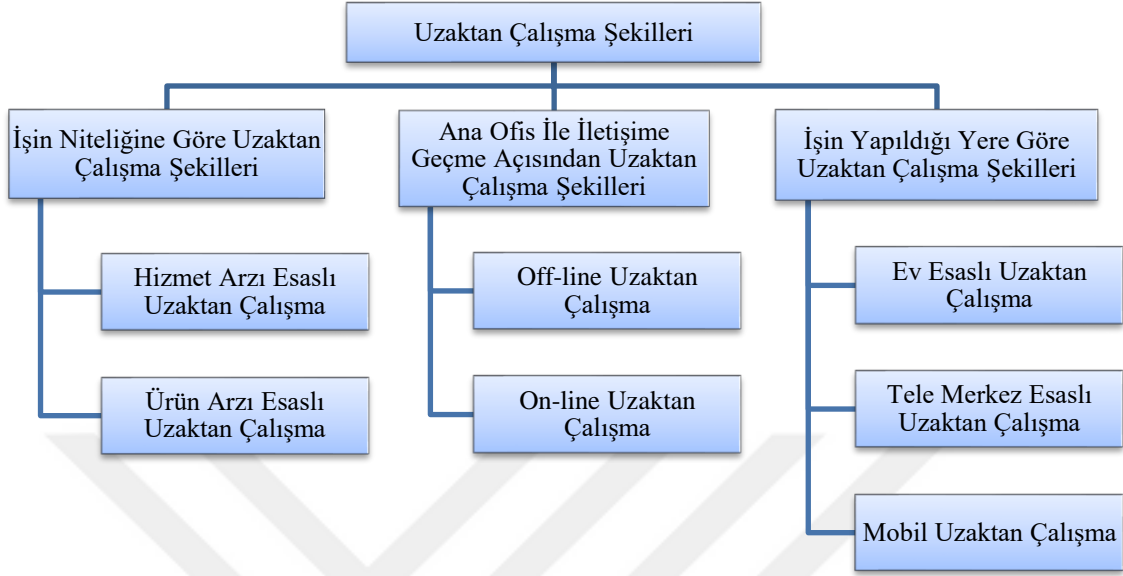 Uzaktan Çalışma Şekilleri
İşin Niteliğine Göre Uzaktan
Çalışma Şekilleri
Hizmet Arzı Esaslı
Uzaktan Çalışma
Ürün Arzı Esaslı
Uzaktan Çalışma
Ana Ofis İle İletişime
Geçme Açısından Uzaktan
Çalışma Şekilleri
Off-line Uzaktan
Çalışma
On-line Uzaktan
Çalışma
İşin Yapıldığı Yere Göre
Uzaktan Çalışma Şekilleri
Ev Esaslı Uzaktan
Çalışma
Tele Merkez Esaslı
Uzaktan Çalışma
Mobil Uzaktan Çalışma